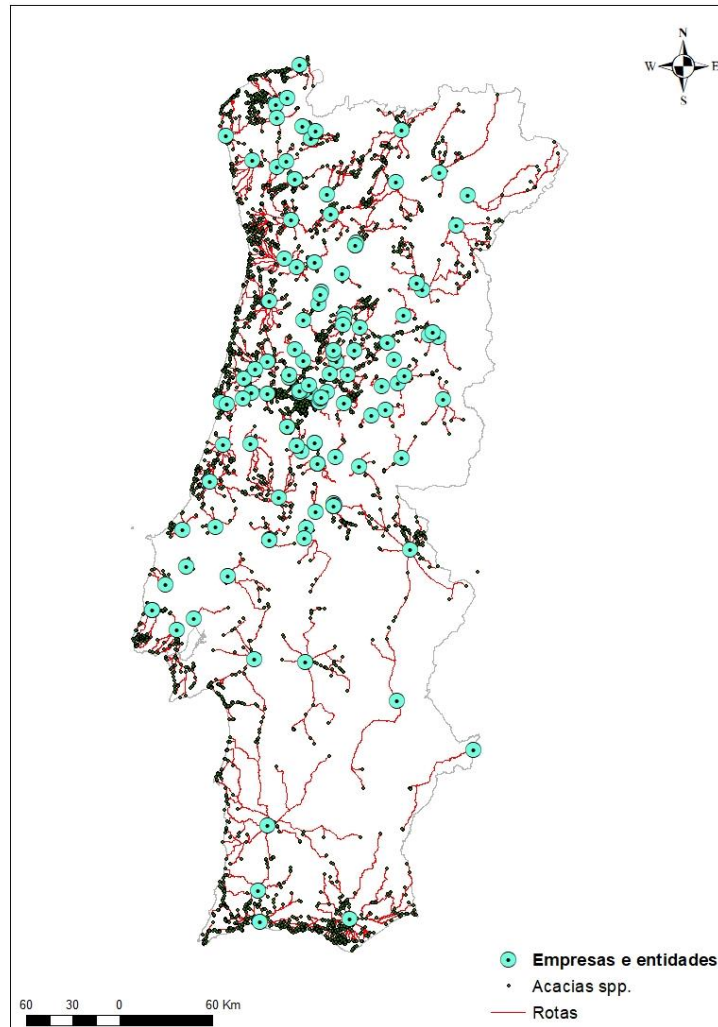 N
W E
S
Empresas e entidades
Acacias spp.
Rotas
60 30 0 60 Km